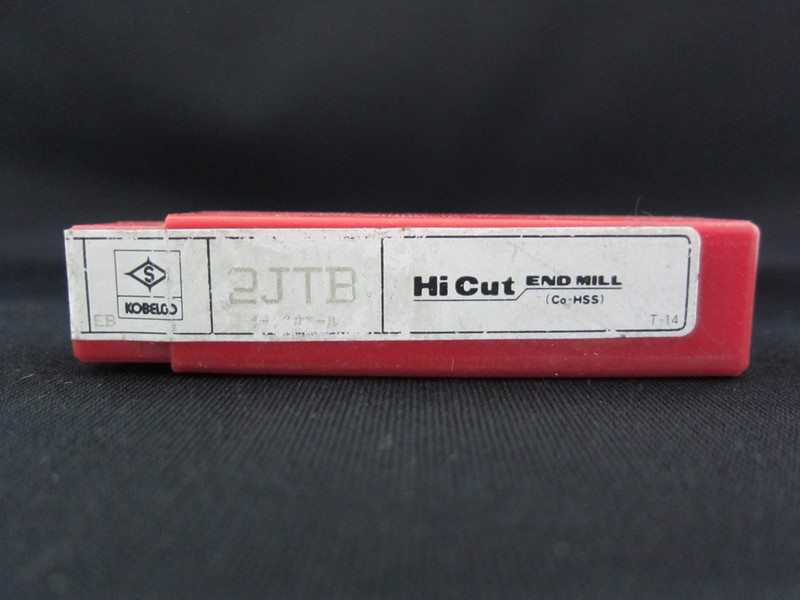 S
KOBELCO
EB
2JTB
Hi Cut END MILL
(Co-HSS)
T-14